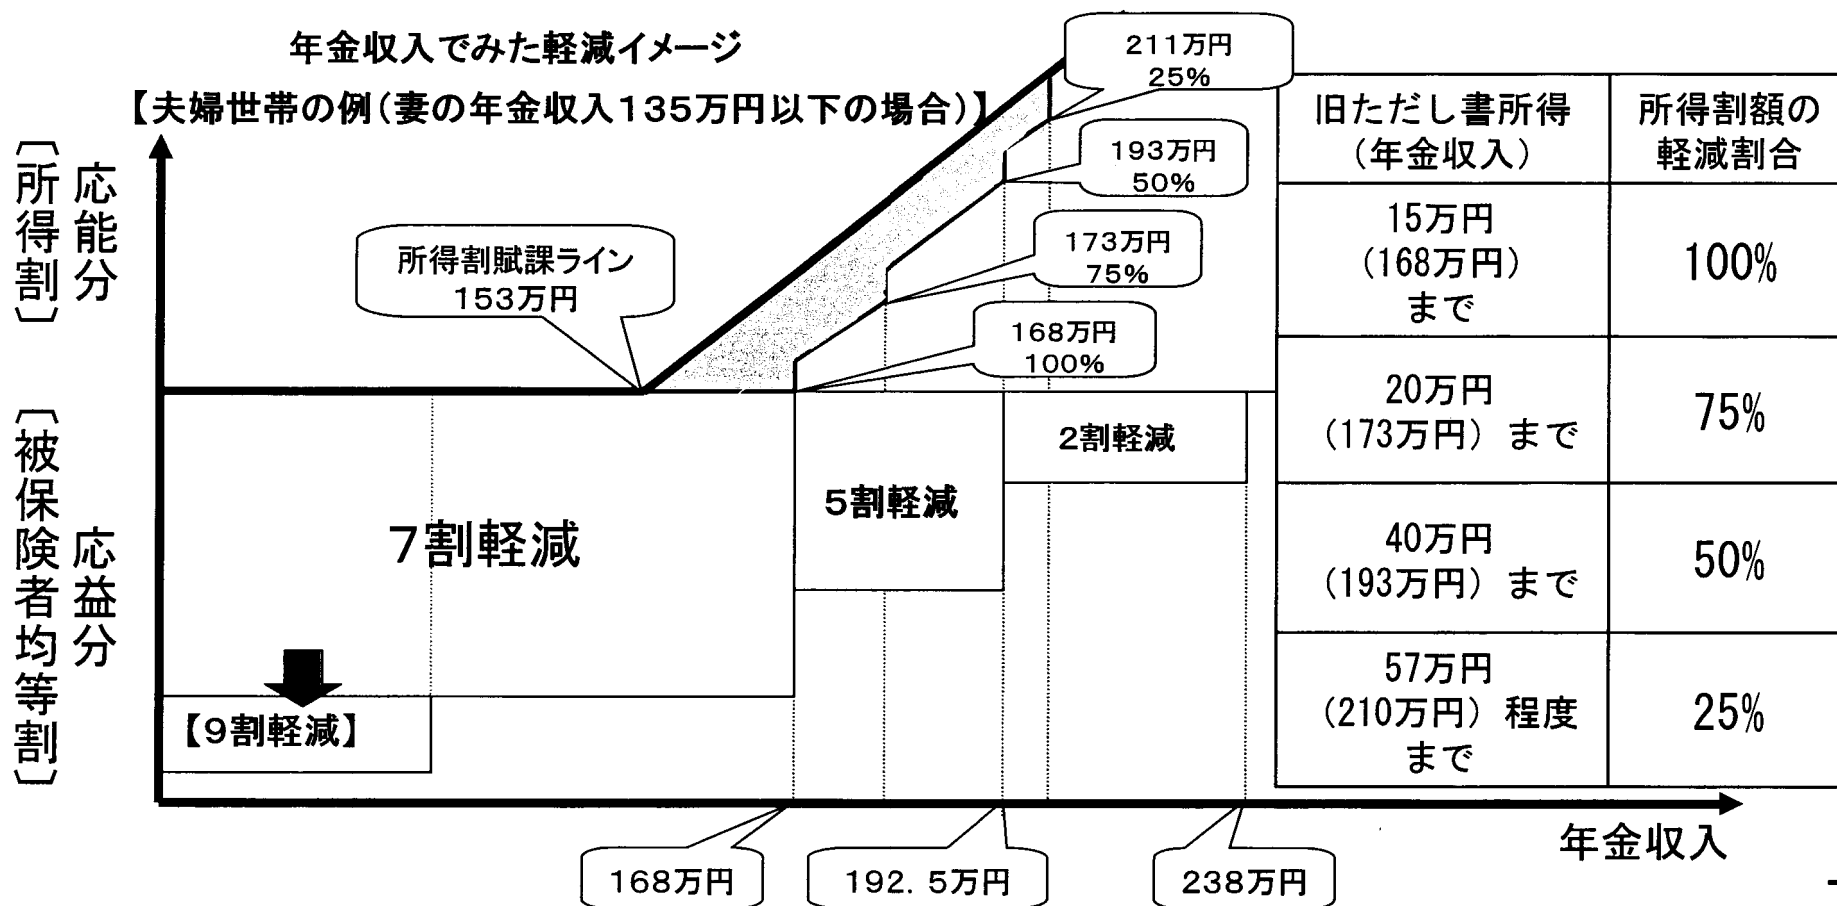 年金収入でみた軽減イメージ
【夫婦世帯の例(妻の年金収入135万円以下の場合)】
211万円
25%
193万円
50%
173万円
75%
168万円
100%
所得割賦課ライン
153万円
応能分
〔所得割〕
応益分
〔被保険者均等割〕
7割軽減
5割軽減
2割軽減
【9割軽減】
168万円
192.5万円
238万円
年金収入
旧ただし書所得
(年金収入)
所得割額の
軽減割合
15万円
(168万円)
まで
100%
20万円
(173万円)まで
75%
40万円
(193万円)まで
50%
57万円
(210万円)程度
まで
25%